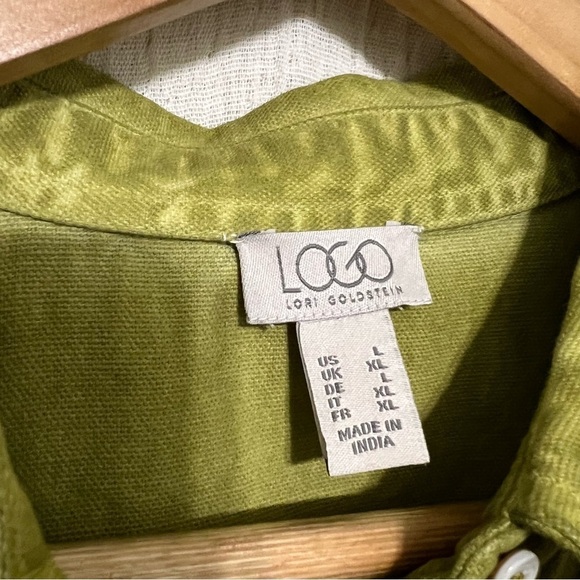 LOGO
LORI GOLDSTEIN
US L
UK XL
DE L
IT XL
FR XL
MADE IN
INDIA